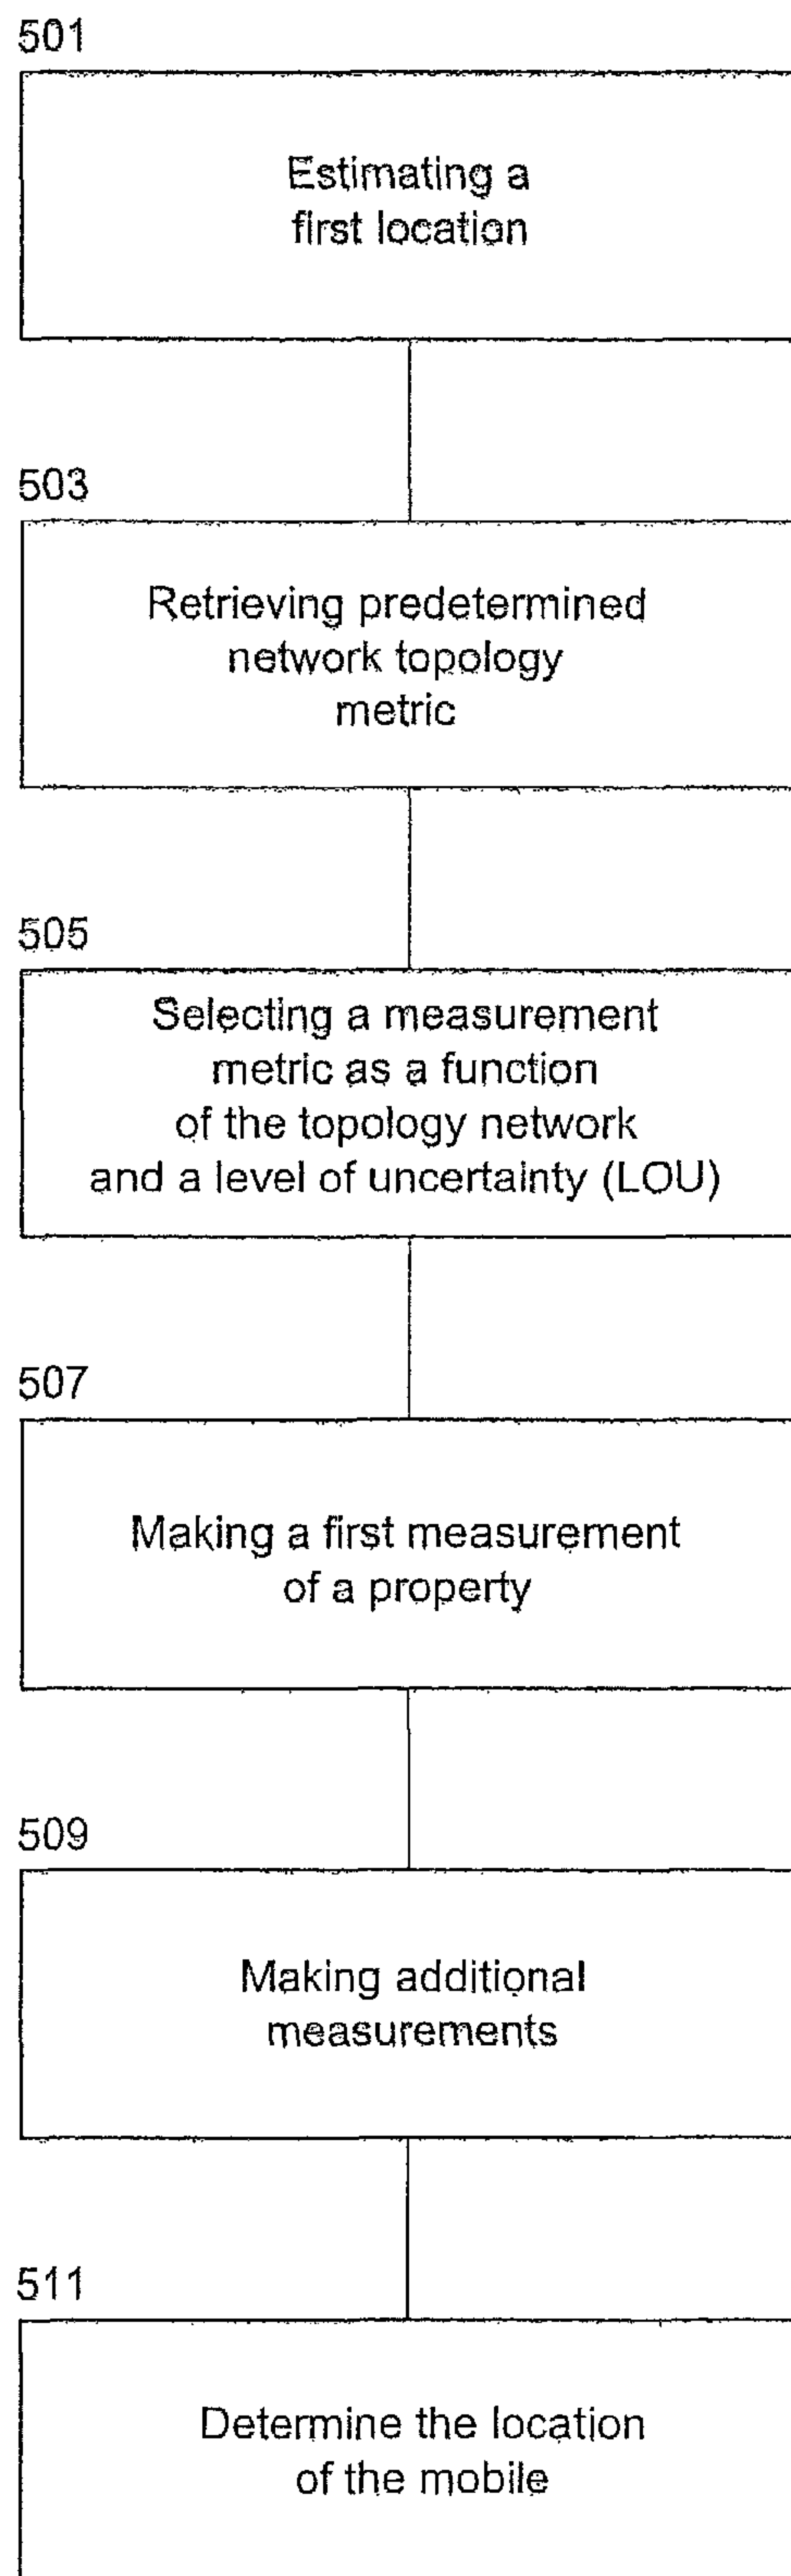 501
Estimating a
first location
503
Retrieving predetermined
network topology
metric
505
Selecting a measurement
metric as a function
of the topology network
and a level of uncertainty (LOU)
507
Making a first measurement
of a property
509
Making additional
measurements
511
Determine the location
of the mobile